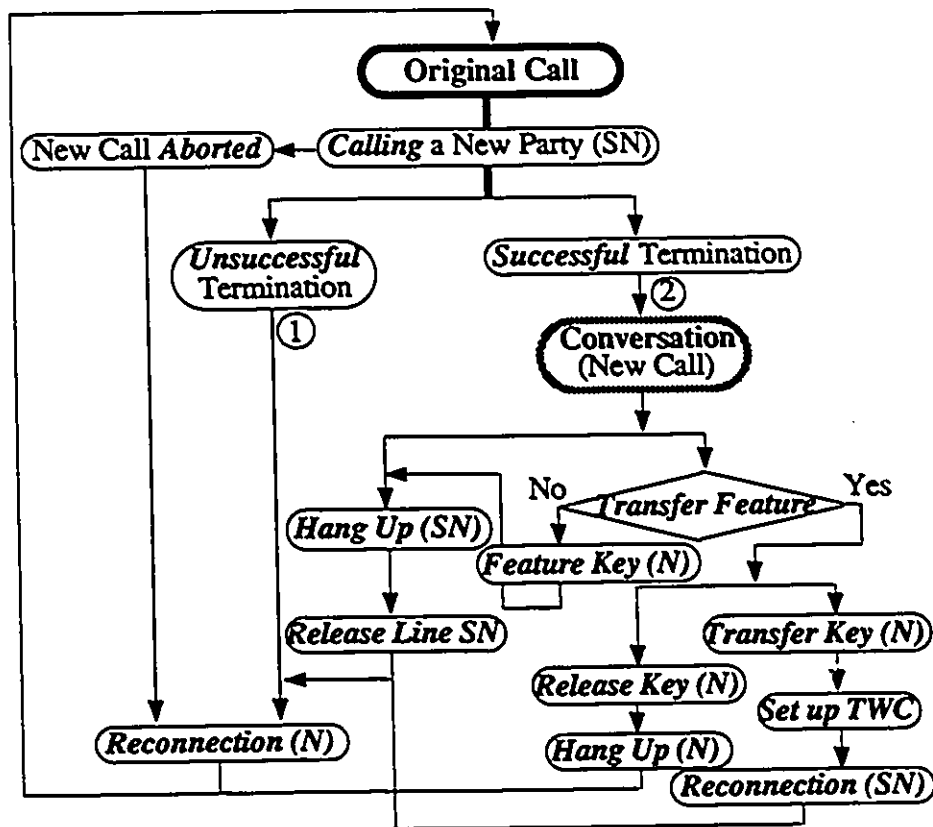 Original Call
New Call Aborted
Calling a New Party (SN)
Unsuccessful
Termination
Successful Termination
1
2
Conversation
(New Call)
No
Yes
Transfer Feature
Hang Up (SN)
Feature Key (N)
Release Line SN
Transfer Key (N)
Release Key (N)
Set up TWC
Reconnection (N)
Hang Up (N)
Reconnection (SN)